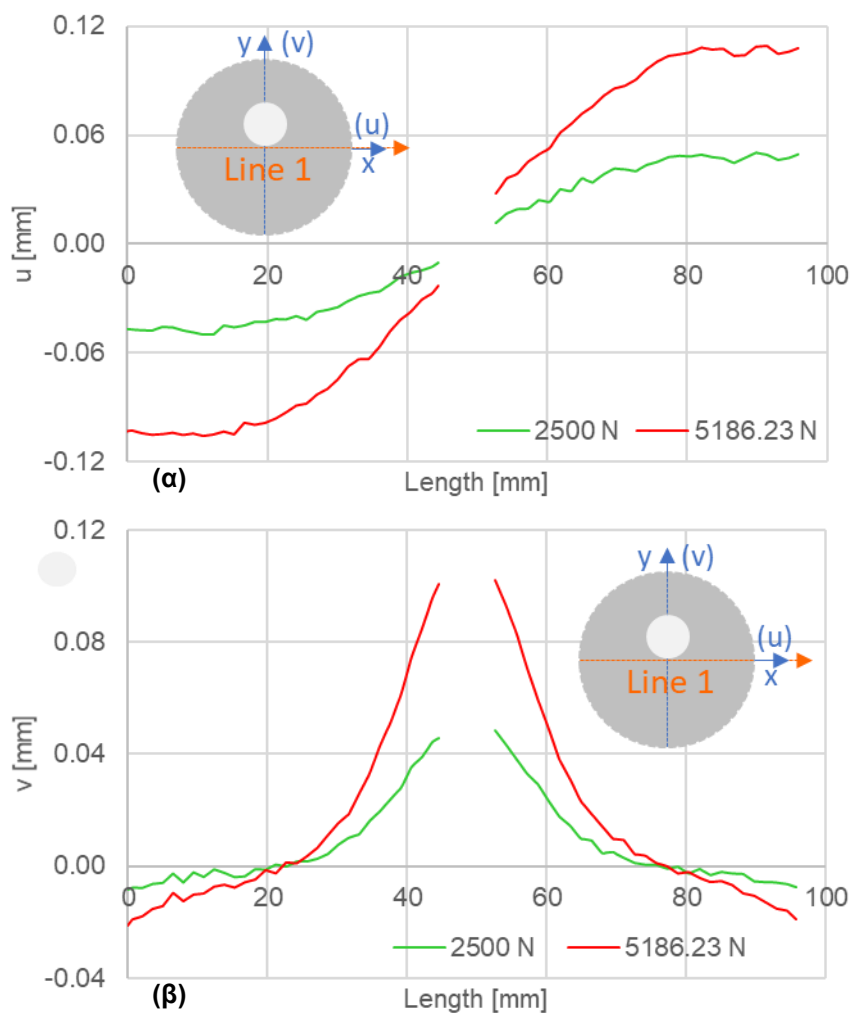 0.12
y (v)
(u)
x
Line 1
0.06
u [mm]
0.00
0 20 40 60 80 100
-0.06
2500 N 5186.23 N
-0.12
(α) Length [mm]
0.12
y (v)
(u)
x
Line 1
0.08
v [mm]
0.04
0.00
0 20 40 60 80 100
2500 N 5186.23 N
-0.04
(β) Length [mm]